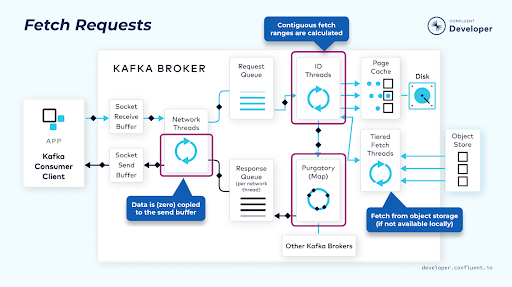 Fetch Requests
CONFLUENT
Developer
Contiguous fetch
ranges are calculated
KAFKA BROKER
Request
Queue
IO
Threads
Page
Cache
Disk
Socket
Receive
Buffer
Network
Threads
APP
Kafka
Consumer
Client
Socket
Send
Buffer
Response
Queue
(per network
thread)
Purgatory
(Map)
Tiered
Fetch
Threads
Object
Store
Data is (zero) copied
to the send buffer
Fetch from object storage
(if not available locally)
Other Kafka Brokers
developer.confluent.io